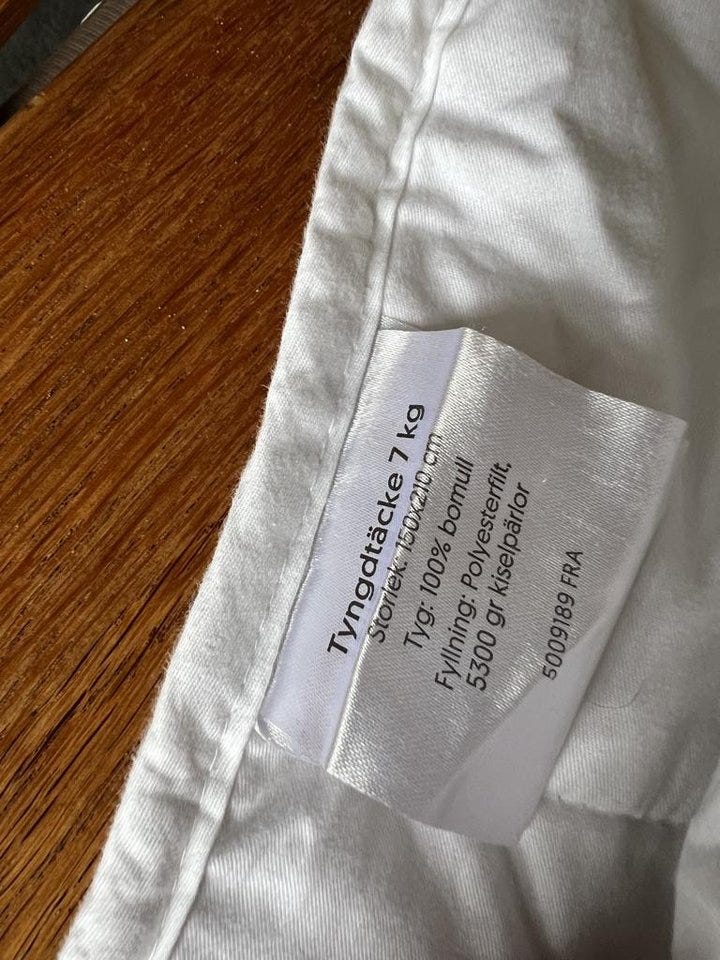 Tyngdtäcke 7 kg
Storlek: 150x210 cm
Tyg: 100% bomull
Fyllning: Polyesterfilt,
5300 gr kiselpärlor
5009189 FRA